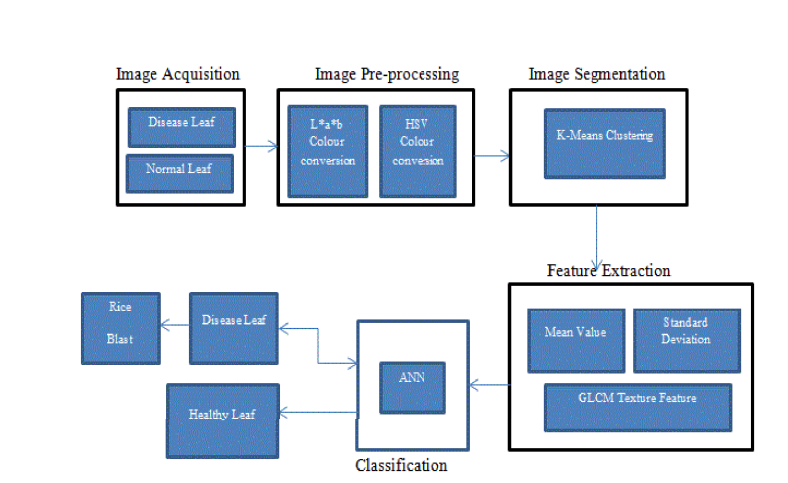 Image Acquisition
Image Pre-processing
Image Segmentation
Disease Leaf
Normal Leaf
L*a*b
Colour
conversion
HSV
Colour
conversion
K-Means Clustering
Feature Extraction
Mean Value
Standard
Deviation
GLCM Texture Feature
ANN
Classification
Disease Leaf
Rice
Blast
Healthy Leaf